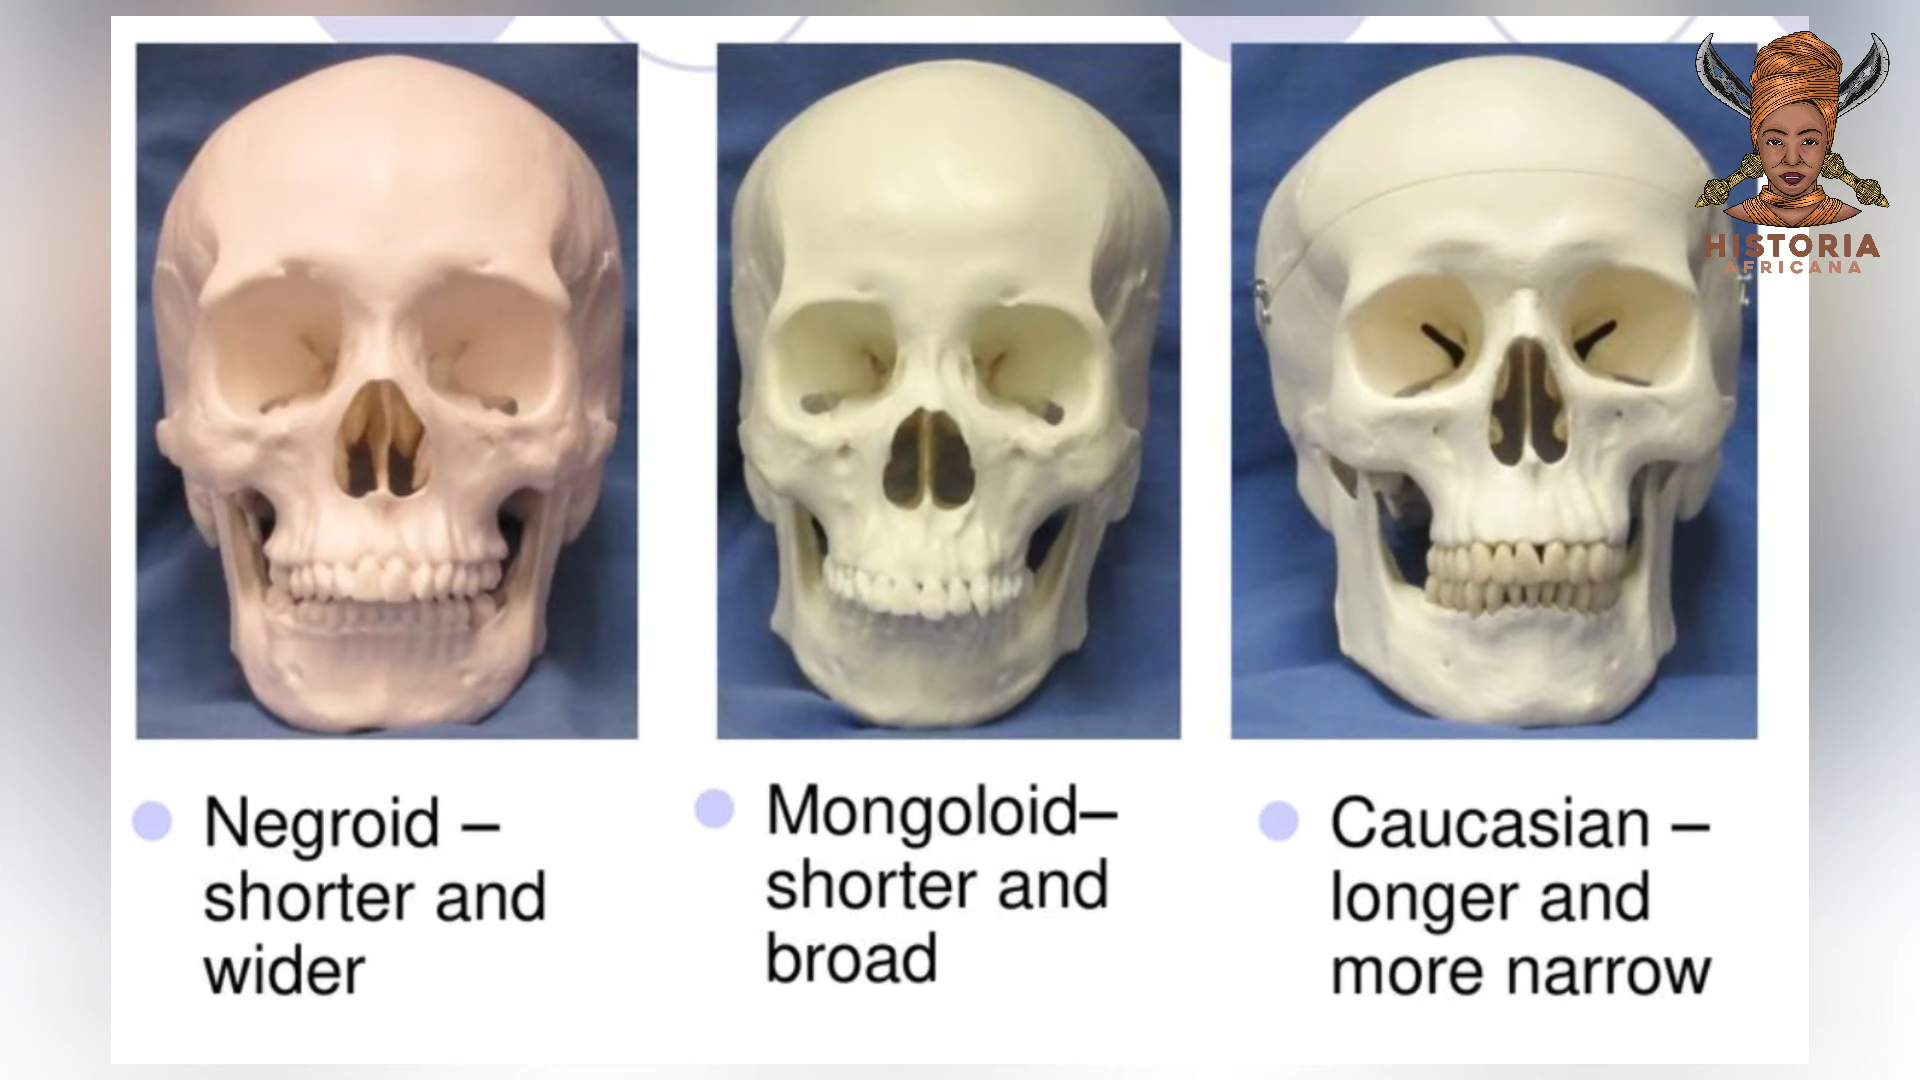 HISTORIA
AFRICANA
Negroid –
shorter and
wider
Mongoloid–
shorter and
broad
Caucasian –
longer and
more narrow